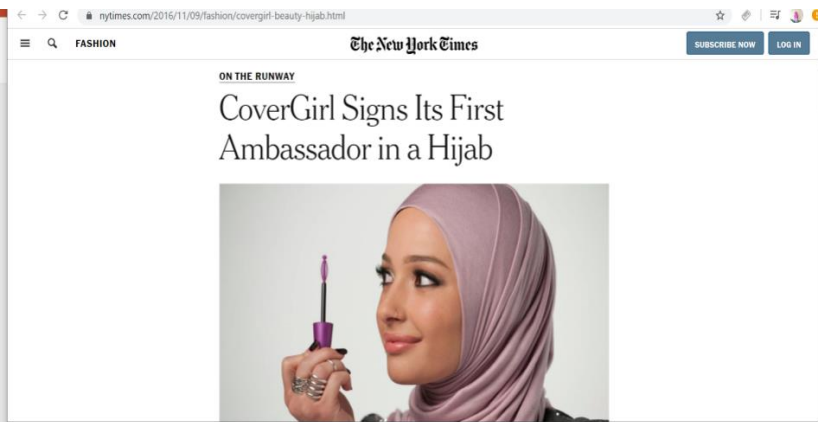 nytimes.com/2016/11/09/fashion/covergirl-beauty-hijab.html
FASHION
The New York Times
SUBSCRIBE NOW
LOG IN
ON THE RUNWAY
CoverGirl Signs Its First
Ambassador in a Hijab